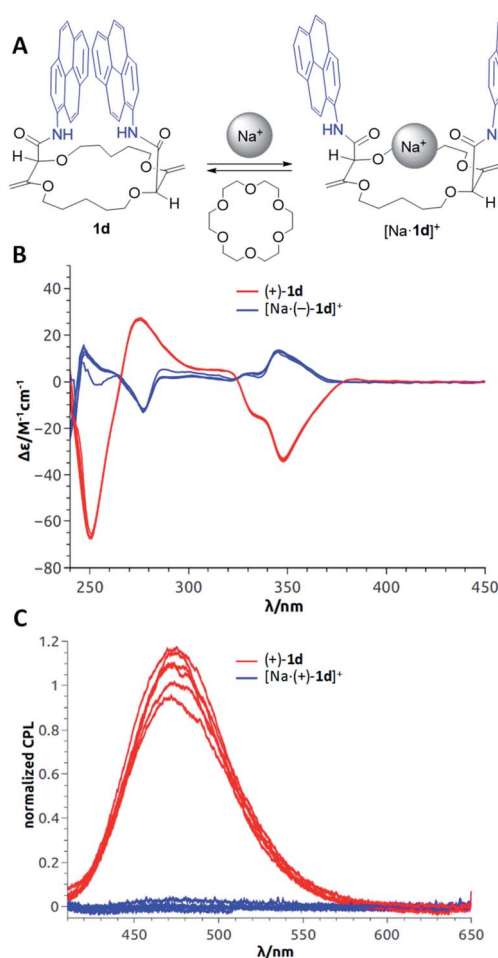 A
NH
NH
O
O
H
O
O
O
O
H
1d
Na⁺
O
O
O
O
O
O
NH
O
O
Na⁺
O
O
O
O
H
H
N
[Na·1d]⁺
B
(+)-1d
[Na·(−)-1d]⁺
Δε/M⁻¹cm⁻¹
40
20
0
−20
−40
−60
−80
250
300
350
400
450
λ/nm
C
(+)-1d
[Na·(+)-1d]⁺
normalized CPL
1.2
1
0.8
0.6
0.4
0.2
0
450
500
550
600
650
λ/nm